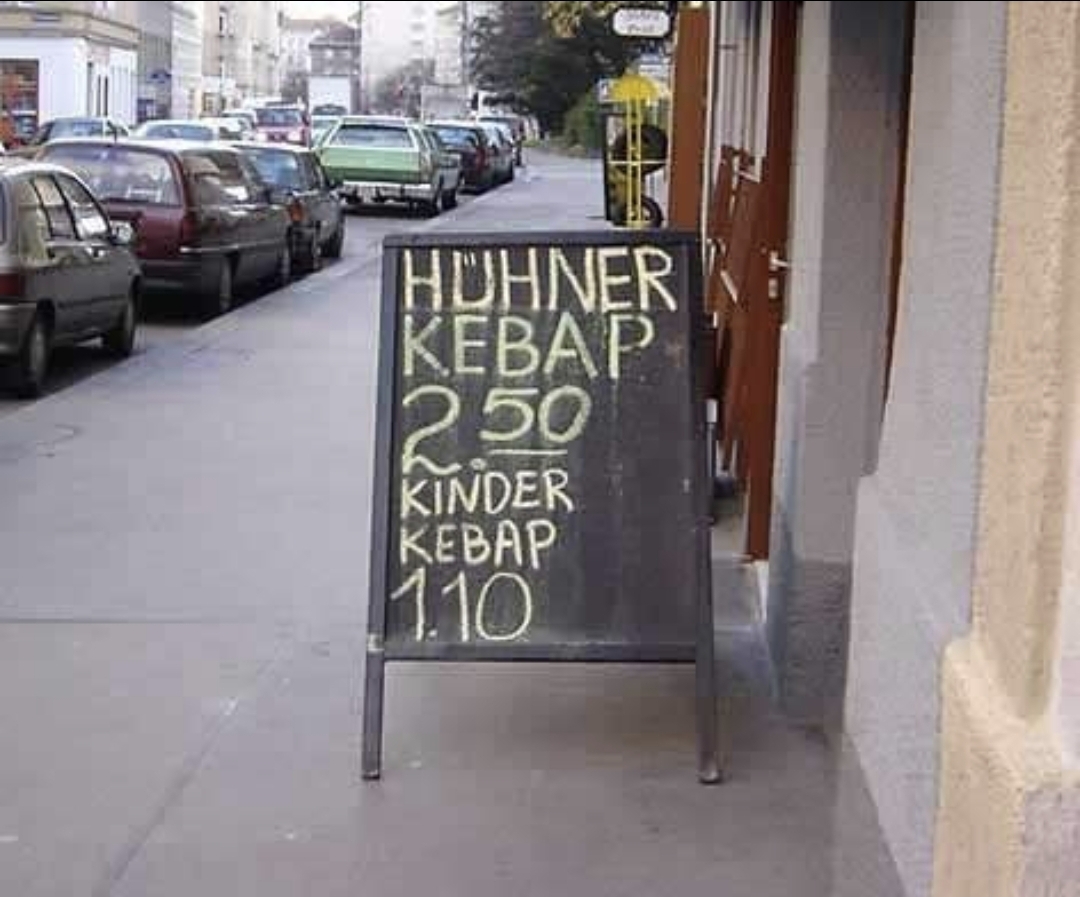 HÜHNER
KEBAP
2.50
KINDER
KEBAP
1.10